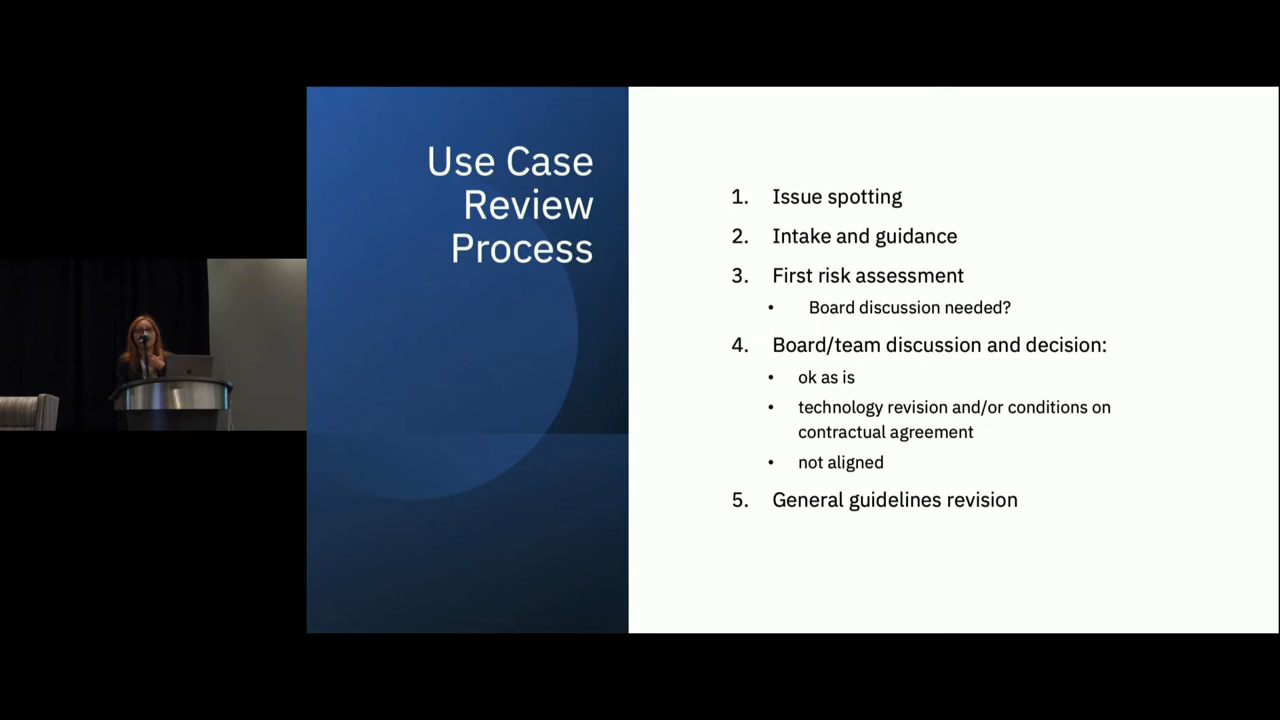 Use Case
Review
Process
1. Issue spotting
2. Intake and guidance
3. First risk assessment
• Board discussion needed?
4. Board/team discussion and decision:
• ok as is
• technology revision and/or conditions on
contractual agreement
• not aligned
5. General guidelines revision